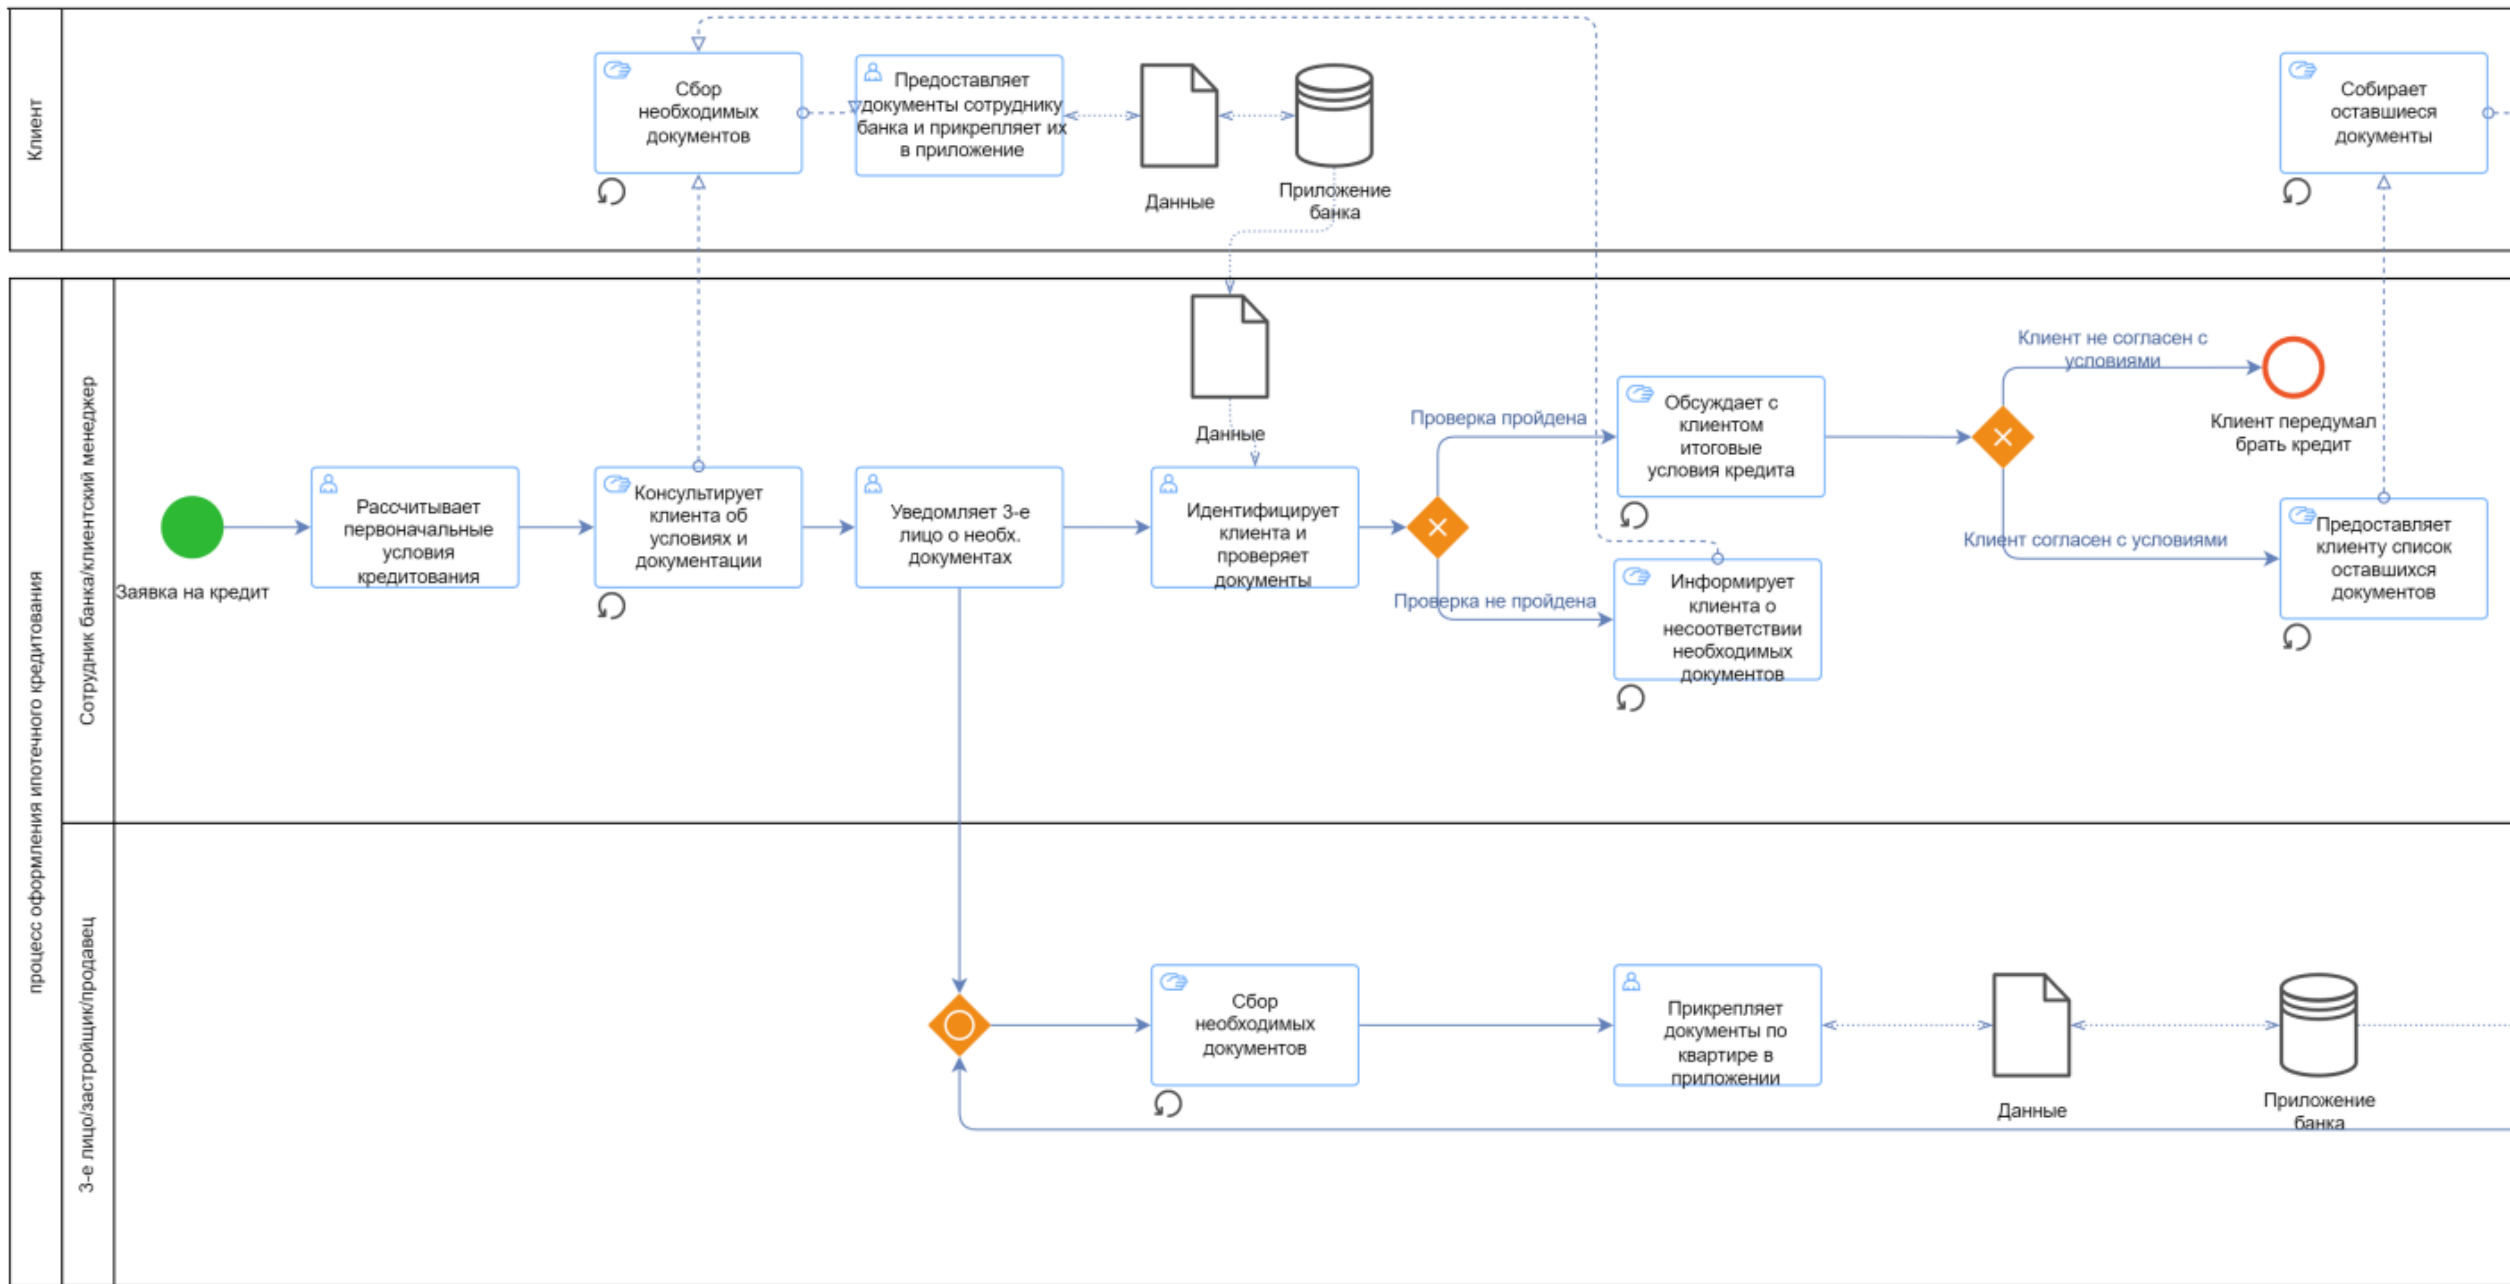 Клиент
Сбор
необходимых
документов
Предоставляет
документы сотруднику
банка и прикрепляет их
в приложение
Данные
Приложение
банка
Собирает
оставшиеся
документы
процесс оформления ипотечного кредитования
Сотрудник банка/клиентский менеджер
Заявка на кредит
Рассчитывает
первоначальные
условия
кредитования
Консультирует
клиента об
условиях и
документации
Уведомляет 3-е
лицо о необх.
документах
Данные
Идентифицирует
клиента и
проверяет
документы
Проверка пройдена
Проверка не пройдена
Обсуждает с
клиентом
итоговые
условия кредита
Информирует
клиента о
несоответствии
необходимых
документов
Клиент не согласен с
условиями
Клиент передумал
брать кредит
Клиент согласен с условиями
Предоставляет
клиенту список
оставшихся
документов
3-е лицо/застройщик/продавец
Сбор
необходимых
документов
Прикрепляет
документы по
квартире в
приложении
Данные
Приложение
банка